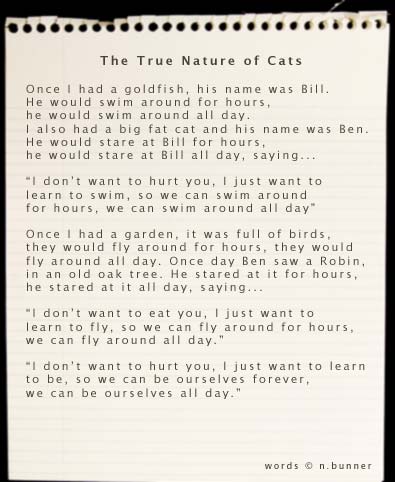 The True Nature of Cats
Once I had a goldfish, his name was Bill.
He would swim around for hours,
he would swim around all day.
I also had a big fat cat and his name was Ben.
He would stare at Bill for hours,
he would stare at Bill all day, saying...
“I don’t want to hurt you, I just want to
learn to swim, so we can swim around
for hours, we can swim around all day”
Once I had a garden, it was full of birds,
they would fly around for hours, they would
fly around all day. Once day Ben saw a Robin,
in an old oak tree. He stared at it for hours,
he stared at it all day, saying...
“I don’t want to eat you, I just want to
learn to fly, so we can fly around for hours,
we can fly around all day.”
“I don’t want to hurt you, I just want to learn
to be, so we can be ourselves forever,
we can be ourselves all day.”
words © n.bunner